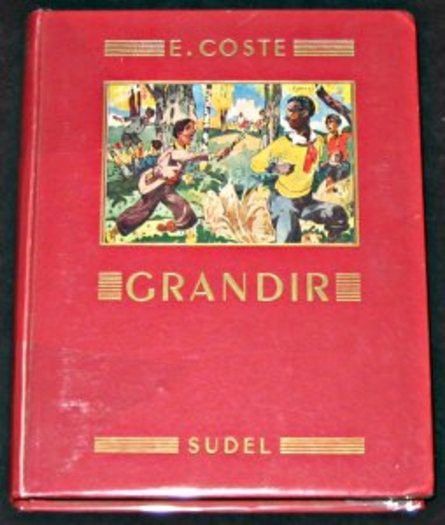 E. COSTE
GRANDIR
SUDEL